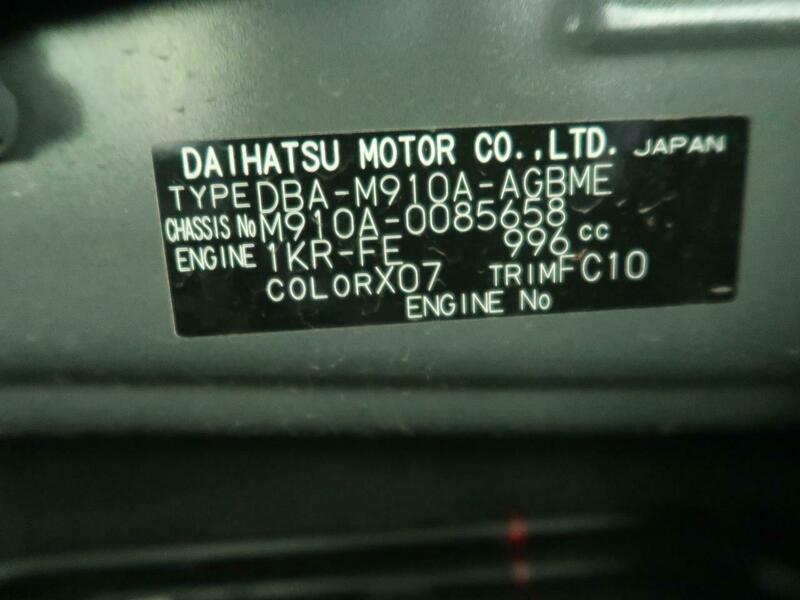 DAIHATSU MOTOR CO.,LTD. JAPAN
TYPE DBA-M910A-AGBME
CHASSIS No M910A-0085658
ENGINE 1KR-FE 996 cc
COLOR X07 TRIM FC10
ENGINE No